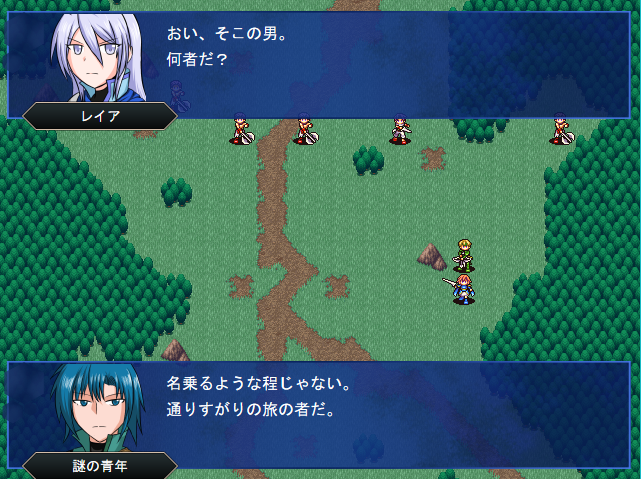 おい、そこの男。
何者だ？
レイア
名乗るような程じゃない。
通りすがりの旅の者だ。
謎の青年